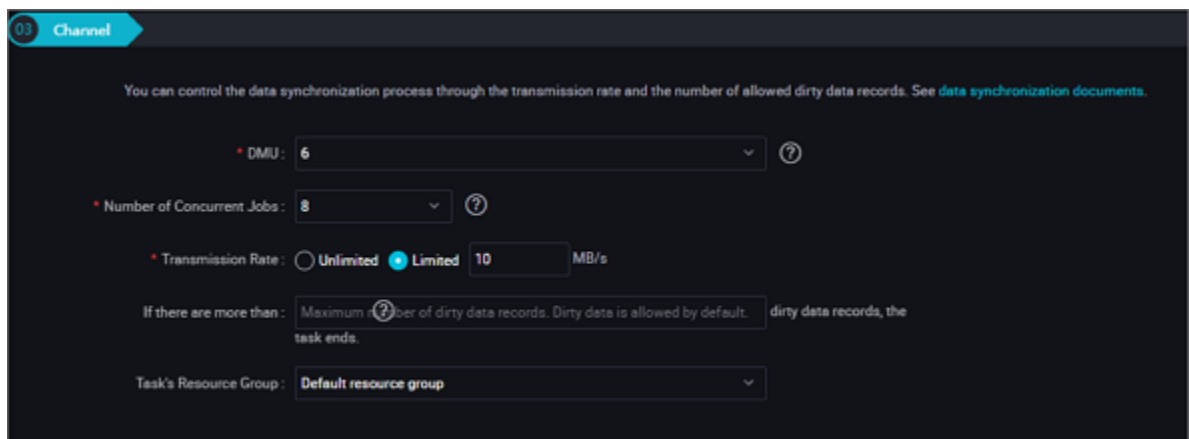 03 Channel
You can control the data synchronization process through the transmission rate and the number of allowed dirty data records. See data synchronization documents.
* DMU : 6 ?
* Number of Concurrent Jobs : 8 ?
* Transmission Rate : Unlimited Limited 10 MB/s
If there are more than : Maximum number of dirty data records. Dirty data is allowed by default. ? dirty data records, the
task ends.
Task's Resource Group : Default resource group